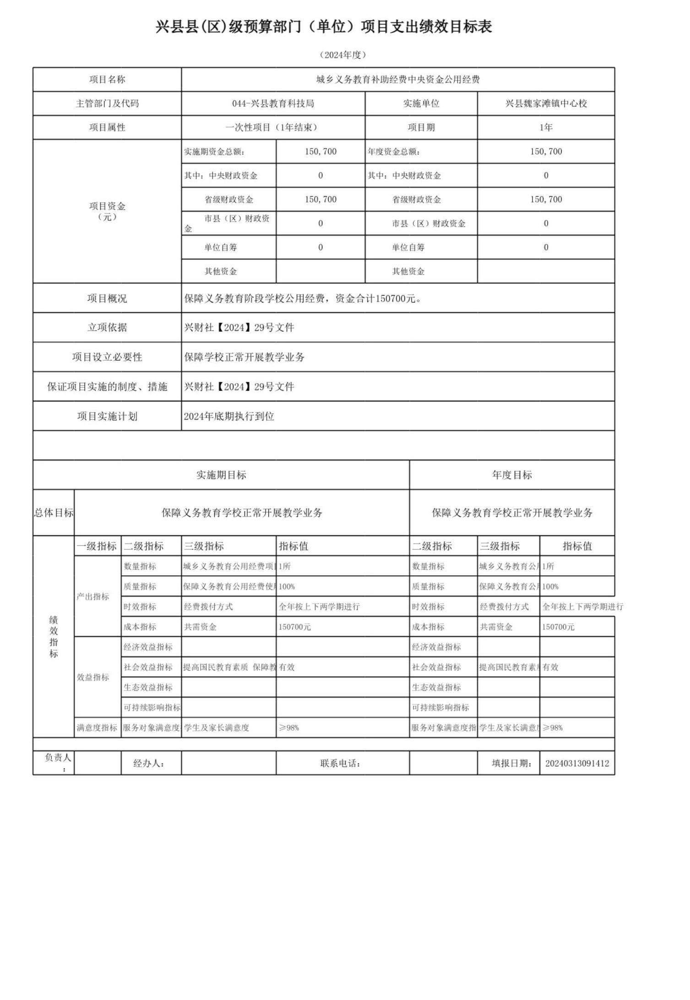 兴县县(区)级预算部门（单位）项目支出绩效目标表
（2024年度）
项目名称 城乡义务教育补助经费中央资金公用经费
主管部门及代码 044-兴县教育科技局 实施单位 兴县魏家滩镇中心校
项目属性 一次性项目（1年结束） 项目期 1年
项目资金
（元）
实施期资金总额: 150,700 年度资金总额: 150,700
其中: 中央财政资金 0 其中: 中央财政资金 0
省级财政资金 150,700 省级财政资金 150,700
市县（区）财政资
金 0 市县（区）财政资金 0
单位自筹 0 单位自筹 0
其他资金 其他资金
项目概况 保障义务教育阶段学校公用经费，资金合计150700元。
立项依据 兴财社【2024】29号文件
项目设立必要性 保障学校正常开展教学业务
保证项目实施的制度、措施 兴财社【2024】29号文件
项目实施计划 2024年底期执行到位
实施期目标 年度目标
总体目标 保障义务教育学校正常开展教学业务 保障义务教育学校正常开展教学业务
绩
效
指
标
一级指标 二级指标 三级指标 指标值 二级指标 三级指标 指标值
产出指标
数量指标 城乡义务教育公用经费项 1所 数量指标 城乡义务教育公 1所
质量指标 保障义务教育公用经费使 100% 质量指标 保障义务教育公 100%
时效指标 经费拨付方式 全年按上下两学期进行 时效指标 经费拨付方式 全年按上下两学期进行
成本指标 共需资金 150700元 成本指标 共需资金 150700元
效益指标
经济效益指标 经济效益指标
社会效益指标 提高国民教育素质 保障教 有效 社会效益指标 提高国民教育素 有效
生态效益指标 生态效益指标
可持续影响指标 可持续影响指标
满意度指标 服务对象满意度 学生及家长满意度 ≥98% 服务对象满意度指 学生及家长满意 ≥98%
负责人
: 经办人: 联系电话: 填报日期: 20240313091412